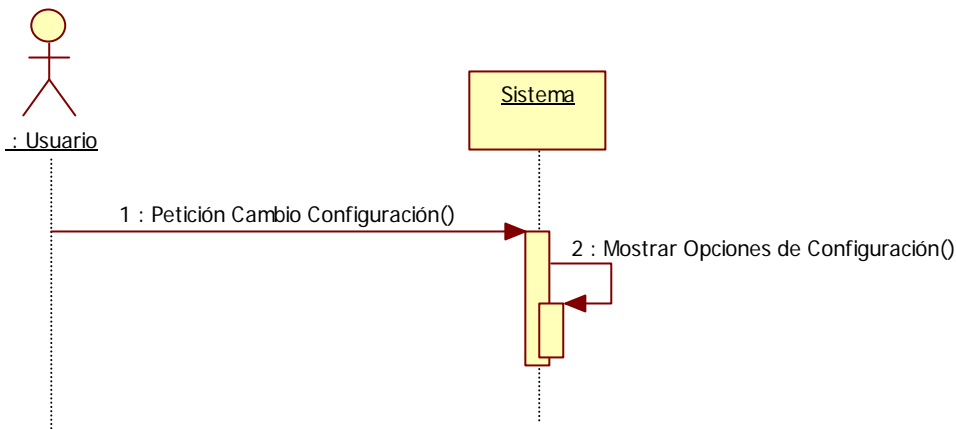 Sistema
: Usuario
1 : Petición Cambio Configuración()
2 : Mostrar Opciones de Configuración()